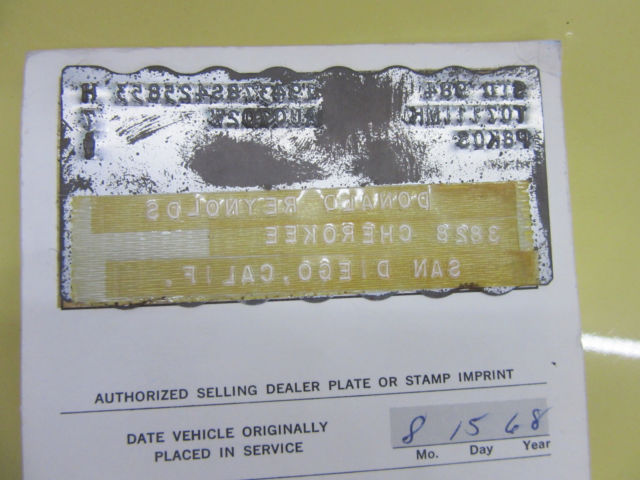 DONALD REYNOLDS
3828 CHEROKEE
SAN DIEGO, CALIF.
AUTHORIZED SELLING DEALER PLATE OR STAMP IMPRINT
DATE VEHICLE ORIGINALLY 8 15 68
PLACED IN SERVICE Mo. Day Year